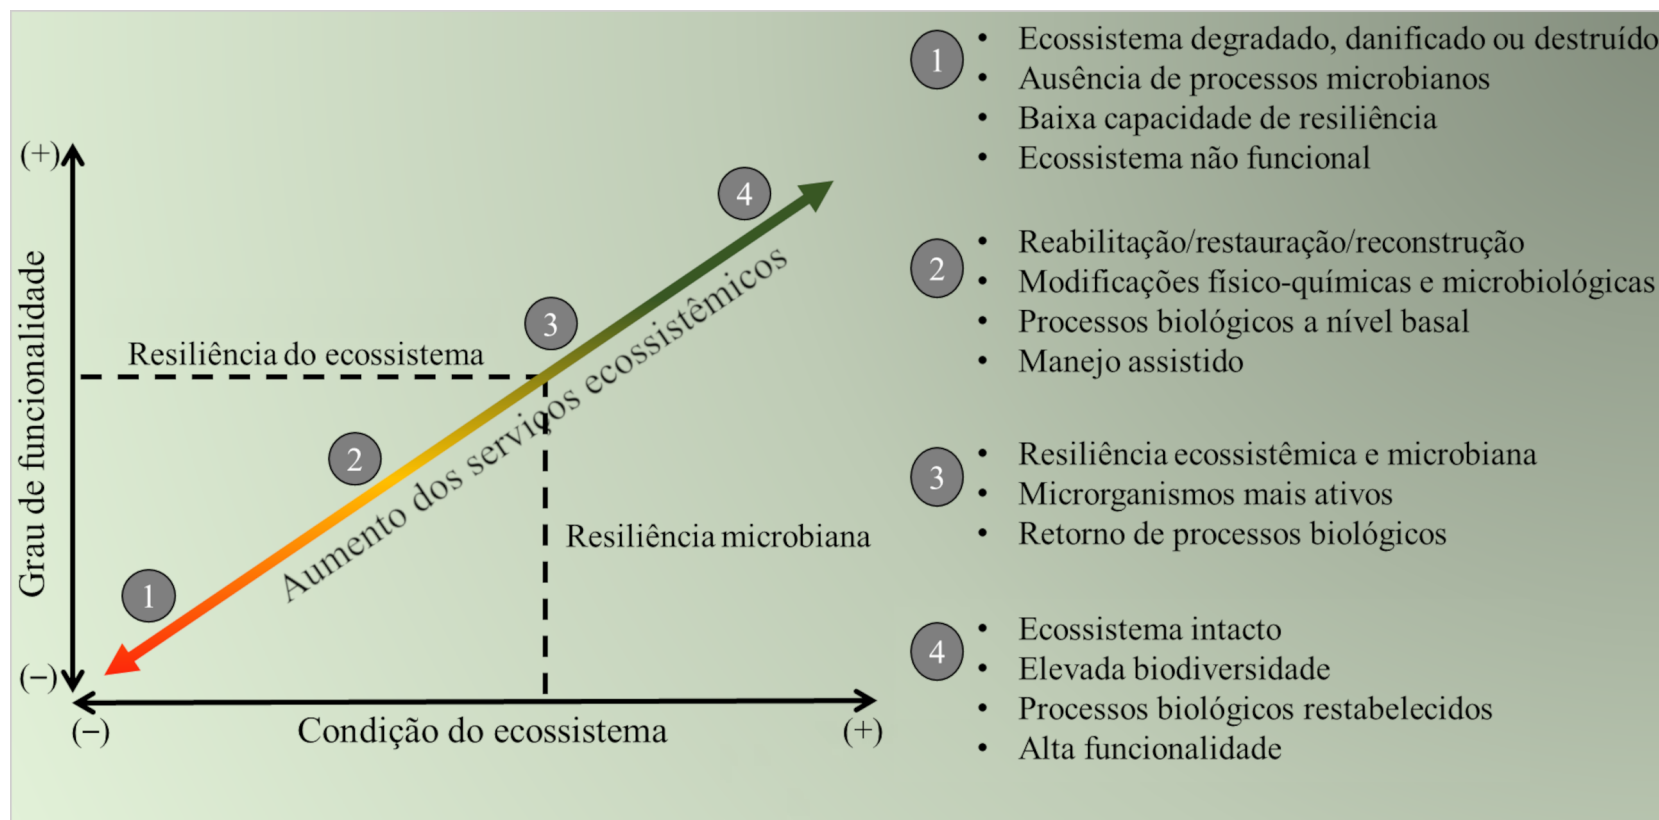 (+)
Grau de funcionalidade
(−)
(−)
Condição do ecossistema
(+)
Resiliência do ecossistema
Resiliência microbiana
Aumento dos serviços ecossistêmicos
1
2
3
4
1
• Ecossistema degradado, danificado ou destruído
• Ausência de processos microbianos
• Baixa capacidade de resiliência
• Ecossistema não funcional
2
• Reabilitação/restauração/reconstrução
• Modificações físico-químicas e microbiológicas
• Processos biológicos a nível basal
• Manejo assistido
3
• Resiliência ecossistêmica e microbiana
• Microrganismos mais ativos
• Retorno de processos biológicos
4
• Ecossistema intacto
• Elevada biodiversidade
• Processos biológicos restabelecidos
• Alta funcionalidade